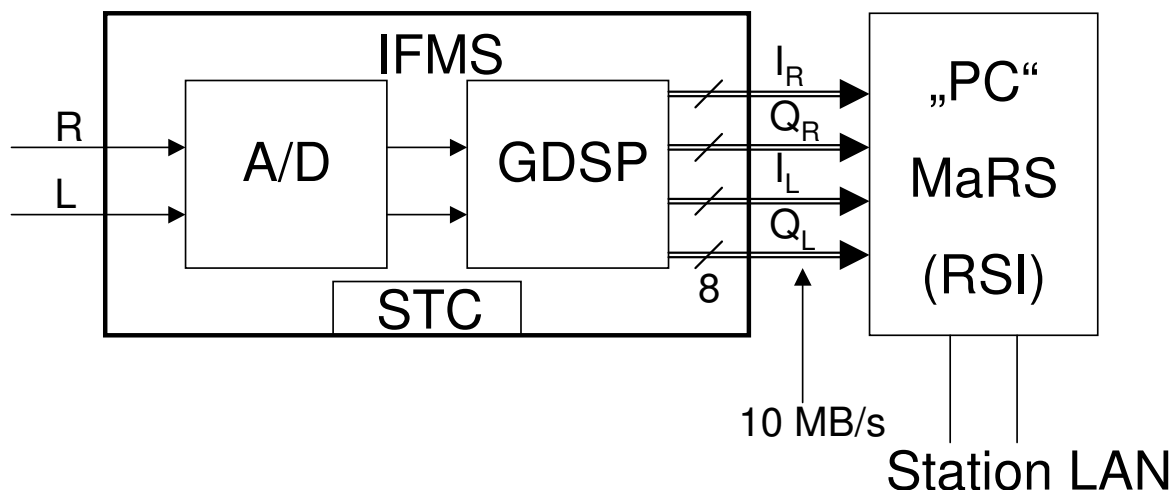 IFMS
R
L
A/D
GDSP
STC
I_R
Q_R
I_L
Q_L
8
10 MB/s
„PC“
MaRS
(RSI)
Station LAN